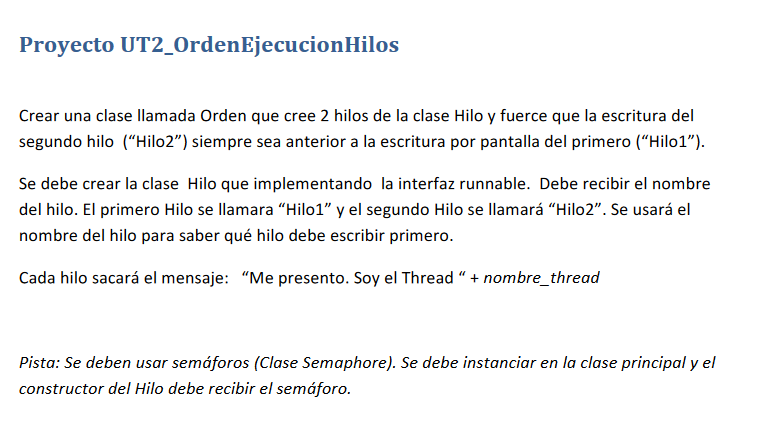 Proyecto UT2_OrdenEjecucionHilos
Crear una clase llamada Orden que cree 2 hilos de la clase Hilo y fuerce que la escritura del
segundo hilo (“Hilo2”) siempre sea anterior a la escritura por pantalla del primero (“Hilo1”).
Se debe crear la clase Hilo que implementando la interfaz runnable. Debe recibir el nombre
del hilo. El primero Hilo se llamara “Hilo1” y el segundo Hilo se llamará “Hilo2”. Se usará el
nombre del hilo para saber qué hilo debe escribir primero.
Cada hilo sacará el mensaje: “Me presento. Soy el Thread “ + nombre_thread
Pista: Se deben usar semáforos (Clase Semaphore). Se debe instanciar en la clase principal y el
constructor del Hilo debe recibir el semáforo.